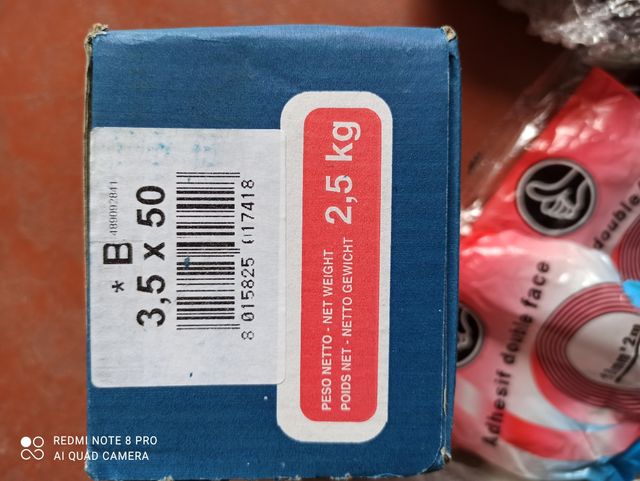 * B
489092841
3,5 x 50
8 015825 017418
PESO NETTO - NET WEIGHT
POIDS NET - NETTO GEWICHT
2,5 kg
double
Adhesif double face
REDMI NOTE 8 PRO
AI QUAD CAMERA